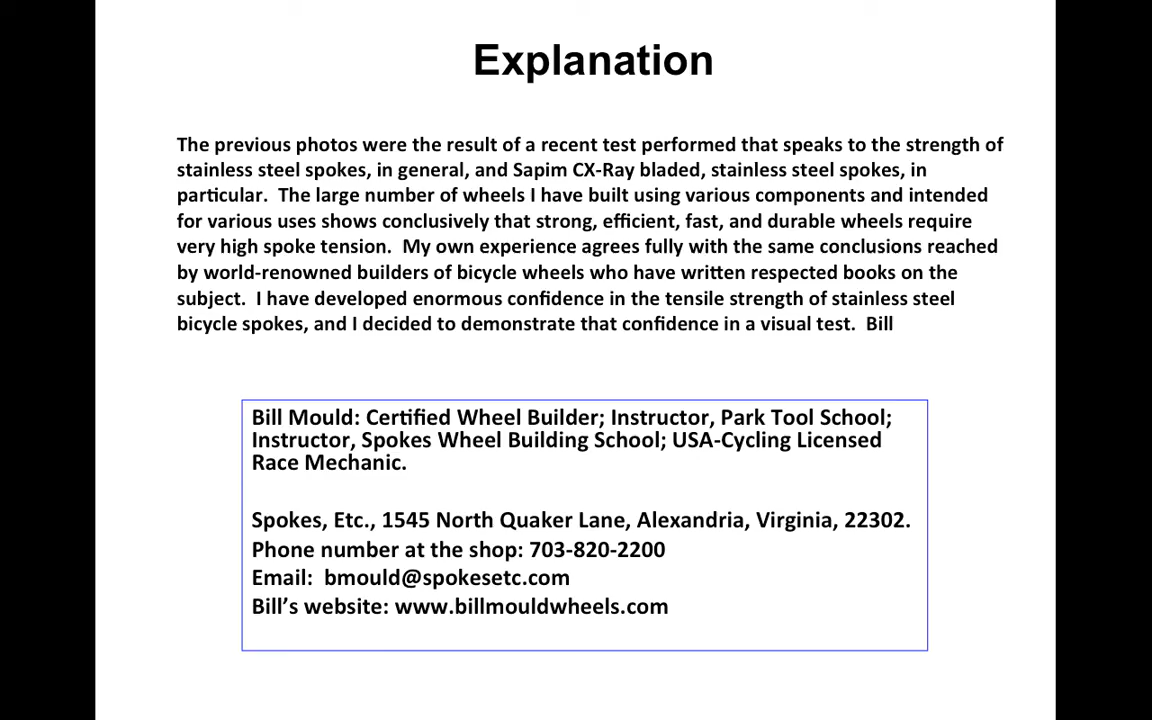 Explanation
The previous photos were the result of a recent test performed that speaks to the strength of
stainless steel spokes, in general, and Sapim CX-Ray bladed, stainless steel spokes, in
particular.  The large number of wheels I have built using various components and intended
for various uses shows conclusively that strong, efficient, fast, and durable wheels require
very high spoke tension.  My own experience agrees fully with the same conclusions reached
by world-renowned builders of bicycle wheels who have written respected books on the
subject.  I have developed enormous confidence in the tensile strength of stainless steel
bicycle spokes, and I decided to demonstrate that confidence in a visual test.  Bill
Bill Mould: Certified Wheel Builder; Instructor, Park Tool School;
Instructor, Spokes Wheel Building School; USA-Cycling Licensed
Race Mechanic.
Spokes, Etc., 1545 North Quaker Lane, Alexandria, Virginia, 22302.
Phone number at the shop: 703-820-2200
Email:  bmould@spokesetc.com
Bill’s website: www.billmouldwheels.com